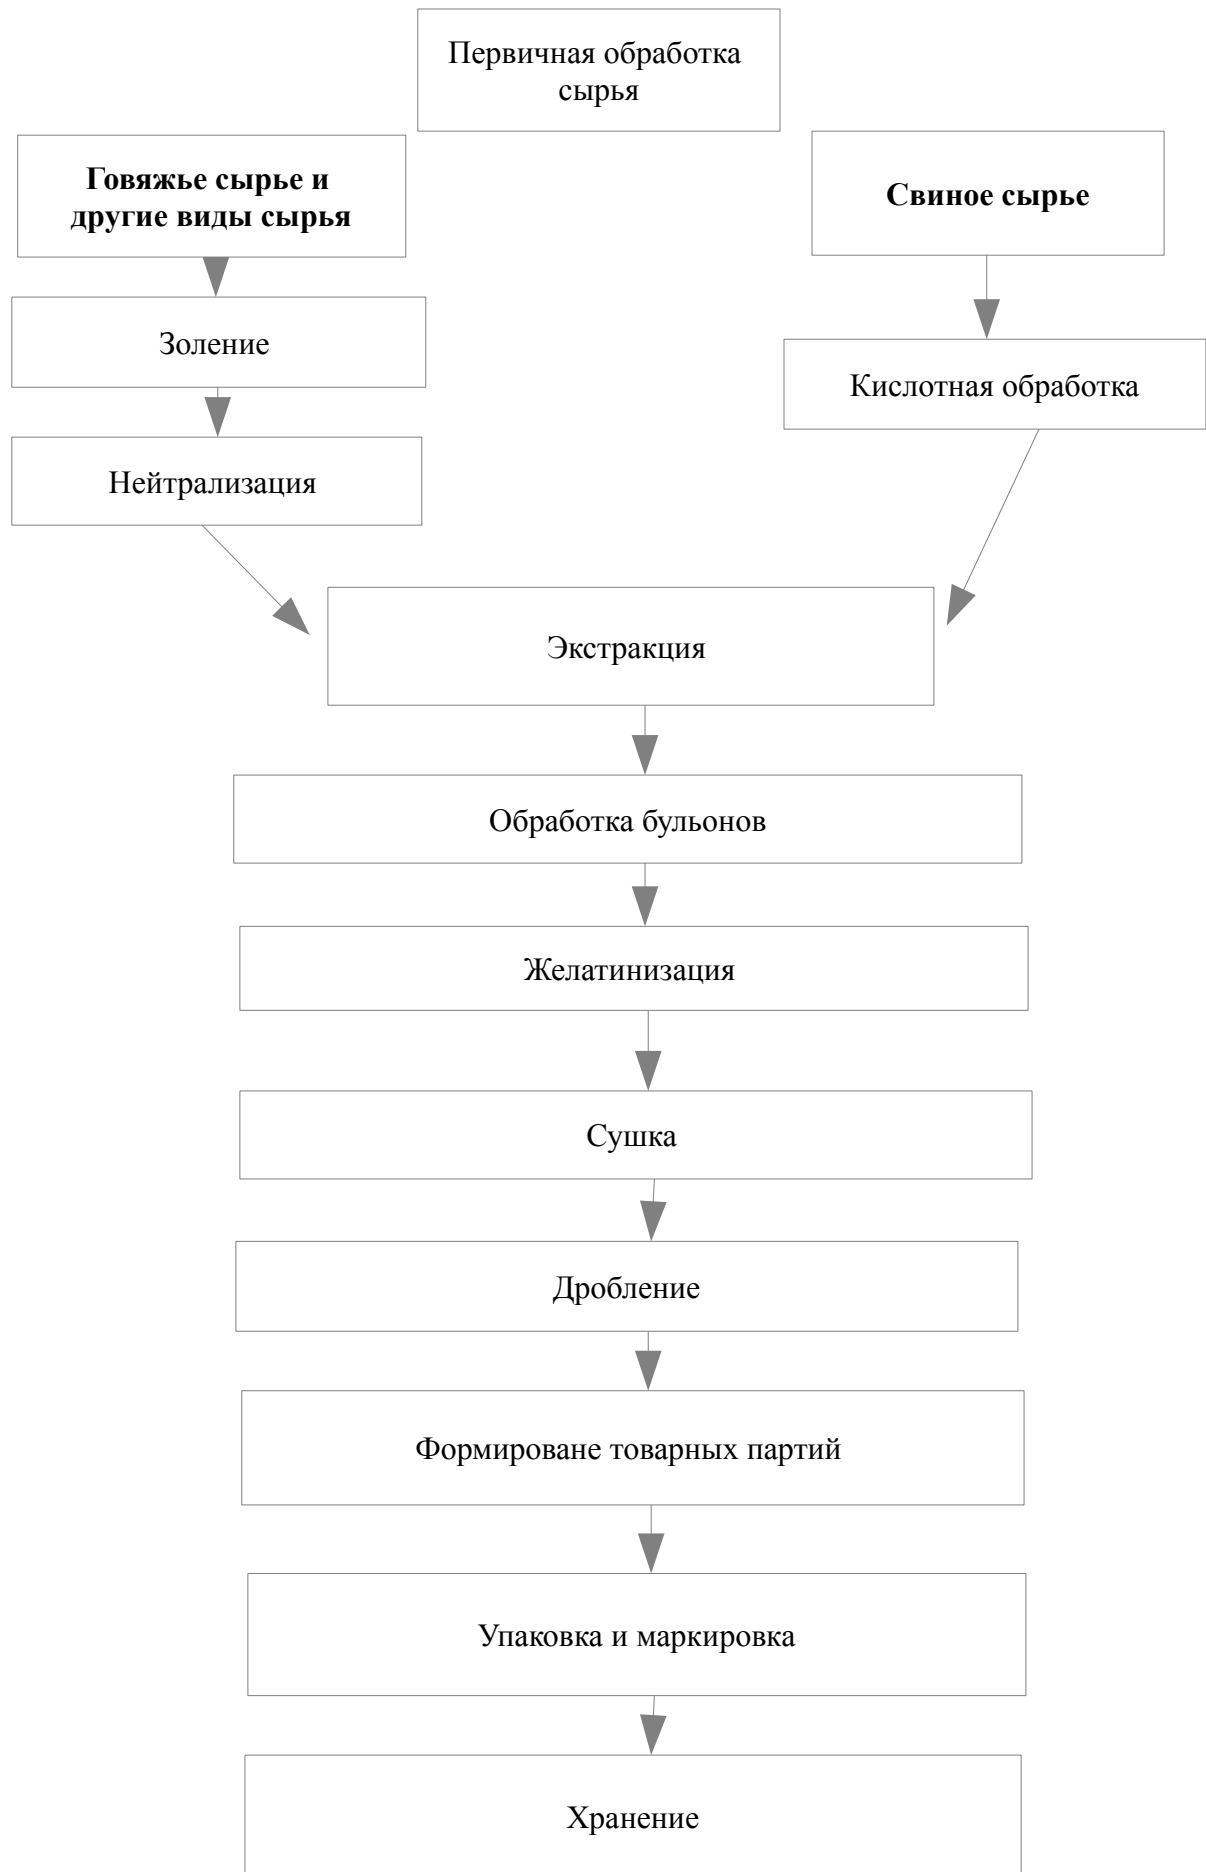 Первичная обработка
сырья
Говяжье сырье и
другие виды сырья
Свиное сырье
Золение
Кислотная обработка
Нейтрализация
Экстракция
Обработка бульонов
Желатинизация
Сушка
Дробление
Формироване товарных партий
Упаковка и маркировка
Хранение